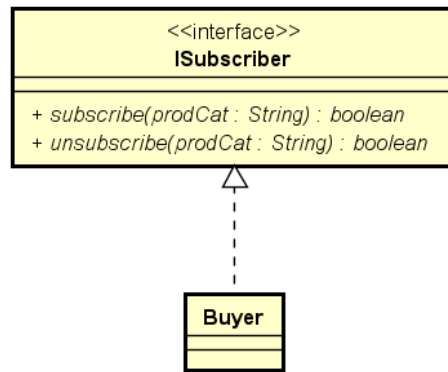 <<interface>>
ISubscriber
+ subscribe(prodCat : String) : boolean
+ unsubscribe(prodCat : String) : boolean
Buyer